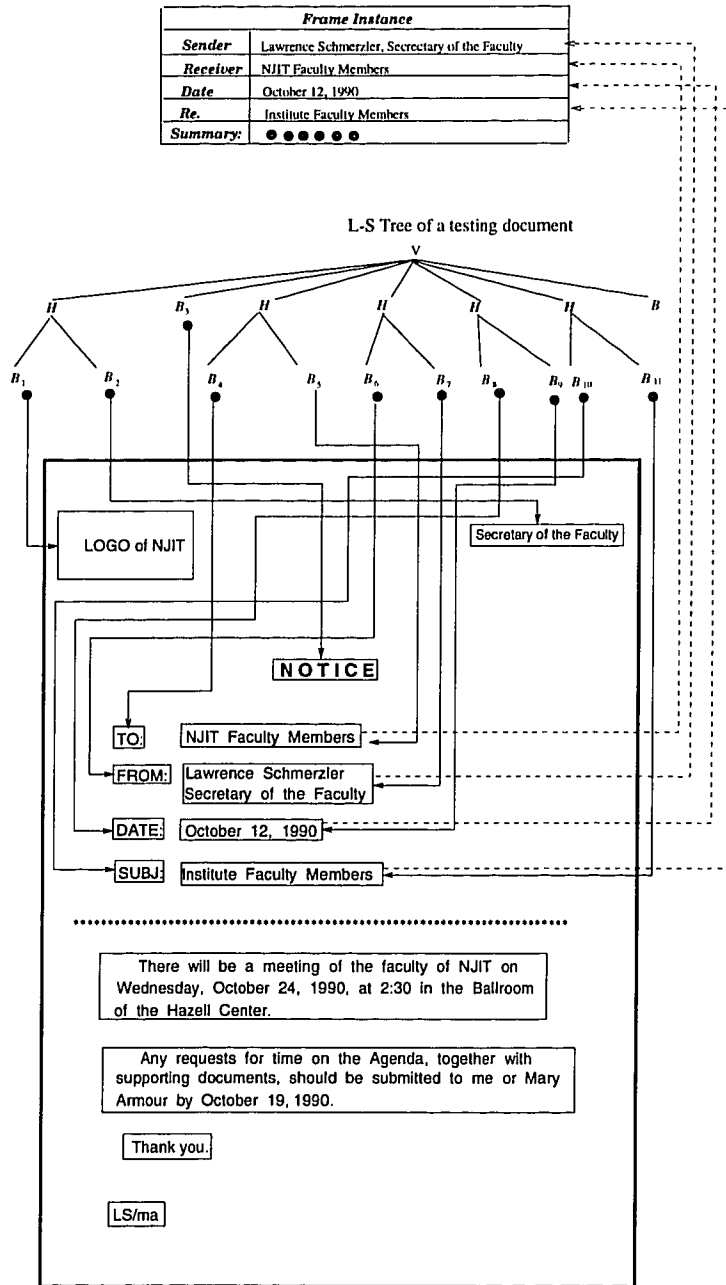 Frame Instance
Sender Lawrence Schmerzler, Secrectary of the Faculty
Receiver NJIT Faculty Members
Date October 12, 1990
Re. Institute Faculty Members
Summary:
L-S Tree of a testing document
V
H B3 H H H H B
B1 B2 B4 B5 B6 B7 B8 B9 B10 B11
LOGO of NJIT
Secretary of the Faculty
NOTICE
TO: NJIT Faculty Members
FROM: Lawrence Schmerzler
Secretary of the Faculty
DATE: October 12, 1990
SUBJ: Institute Faculty Members
There will be a meeting of the faculty of NJIT on
Wednesday, October 24, 1990, at 2:30 in the Ballroom
of the Hazell Center.
Any requests for time on the Agenda, together with
supporting documents, should be submitted to me or Mary
Armour by October 19, 1990.
Thank you.
LS/ma